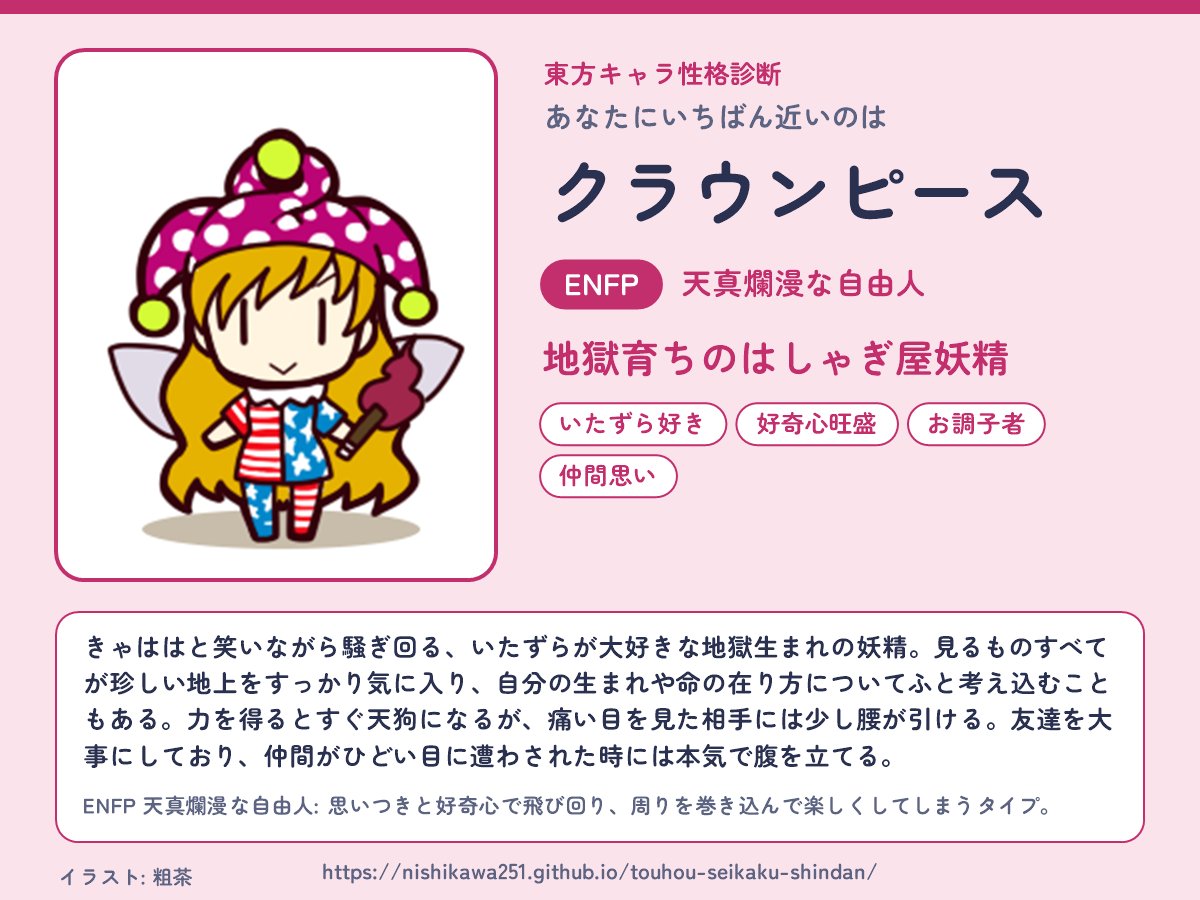 東方キャラ性格診断
あなたにいちばん近いのは
クラウンピース
ENFP 天真爛漫な自由人
地獄育ちのはしゃぎ屋妖精
いたずら好き 好奇心旺盛 お調子者
仲間思い
きゃははと笑いながら騒ぎ回る、いたずらが大好きな地獄生まれの妖精。見るものすべて
が珍しい地上をすっかり気に入り、自分の生まれや命の在り方についてふと考え込むこと
もある。力を得るとすぐ天狗になるが、痛い目を見た相手には少し腰が引ける。友達を大
事にしており、仲間がひどい目に遭わされた時には本気で腹を立てる。
ENFP 天真爛漫な自由人: 思いつきと好奇心で飛び回り、周りを巻き込んで楽しくしてしまうタイプ。
イラスト: 粗茶
https://nishikawa251.github.io/touhou-seikaku-shindan/